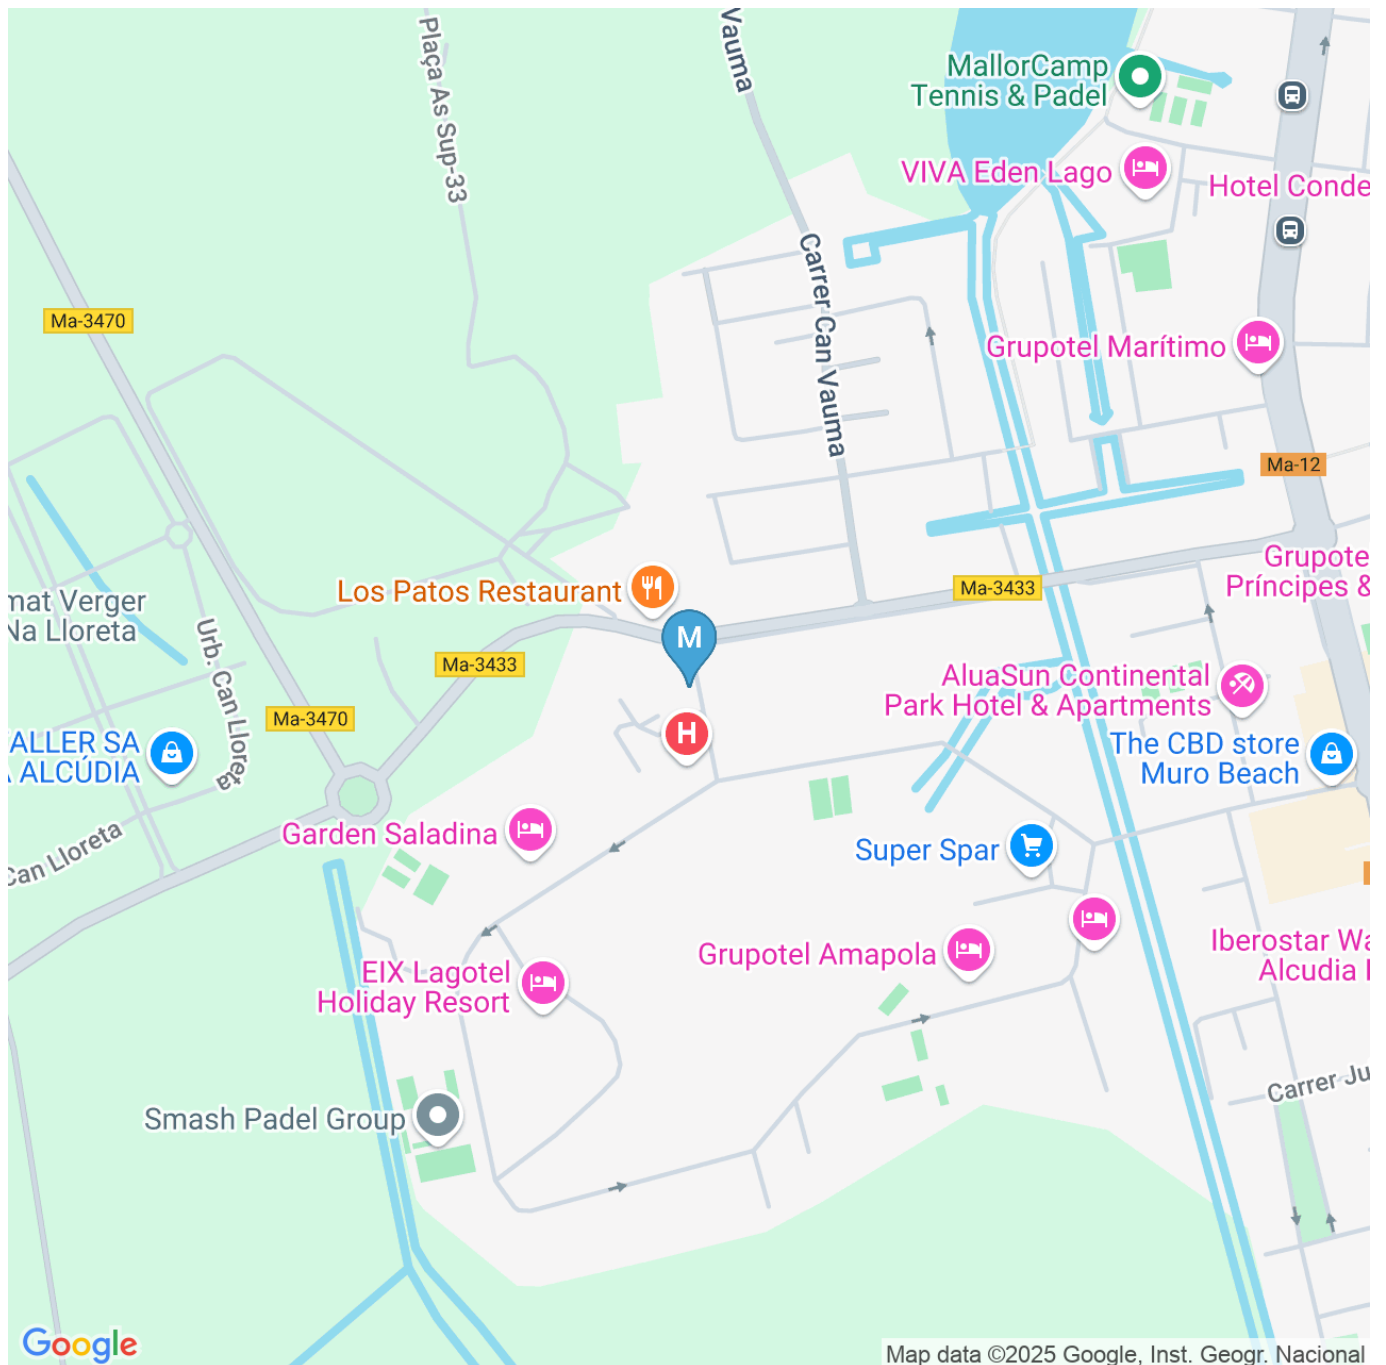 Plaça As Sup-33
Vauma
MallorCamp
Tennis & Padel
VIVA Eden Lago
Hotel Conde
Carrer Can Vauma
Ma-3470
Grupotel Marítimo
Ma-12
Grupote
Príncipes &
Los Patos Restaurant
Ma-3433
mat Verger
Na Lloreta
Urb. Can Lloreta
M
Ma-3433
AluaSun Continental
Park Hotel & Apartments
Ma-3470
H
ALLER SA
ALCÚDIA
The CBD store
Muro Beach
Garden Saladina
Can Lloreta
Super Spar
Grupotel Amapola
Iberostar Wa
Alcudia
EIX Lagotel
Holiday Resort
Carrer Ju
Smash Padel Group
Google
Map data ©2025 Google, Inst. Geogr. Nacional